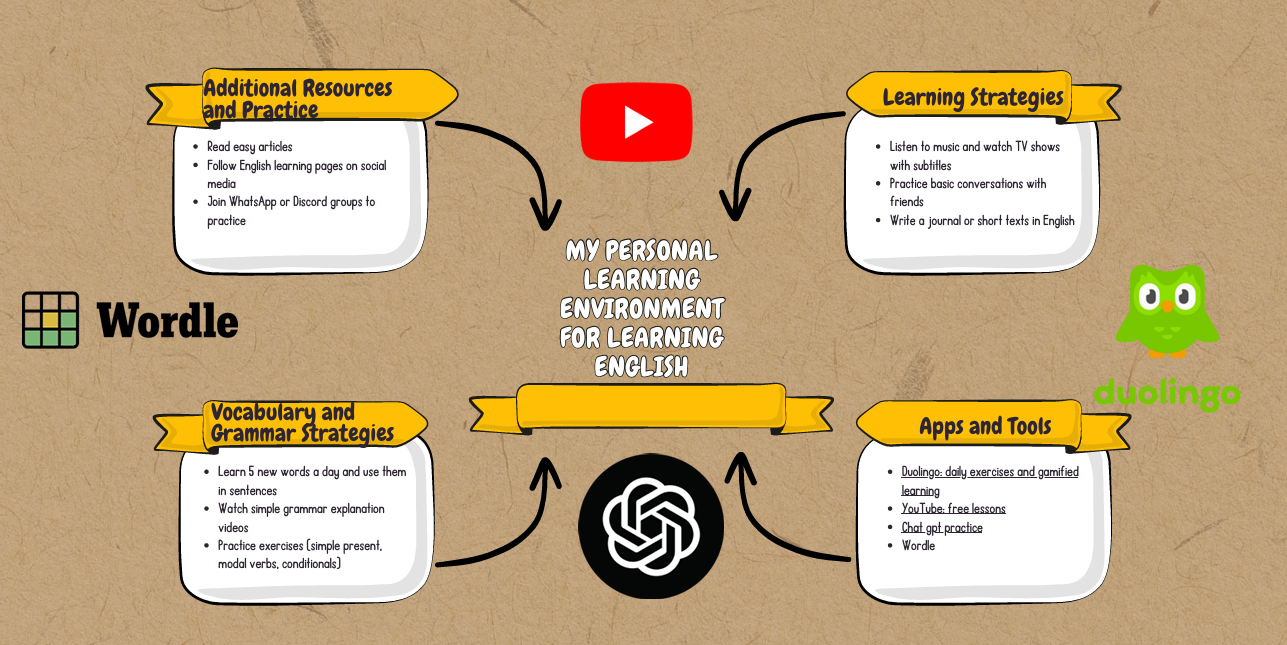 Additional Resources
and Practice
• Read easy articles
• Follow English learning pages on social
media
• Join WhatsApp or Discord groups to
practice
Learning Strategies
• Listen to music and watch TV shows
with subtitles
• Practice basic conversations with
friends
• Write a journal or short texts in English
MY PERSONAL
LEARNING
ENVIRONMENT
FOR LEARNING
ENGLISH
Wordle
duolingo
Vocabulary and
Grammar Strategies
• Learn 5 new words a day and use them
in sentences
• Watch simple grammar explanation
videos
• Practice exercises (simple present,
modal verbs, conditionals)
Apps and Tools
• Duolingo: daily exercises and gamified
learning
• YouTube: free lessons
• Chat gpt practice
• Wordle